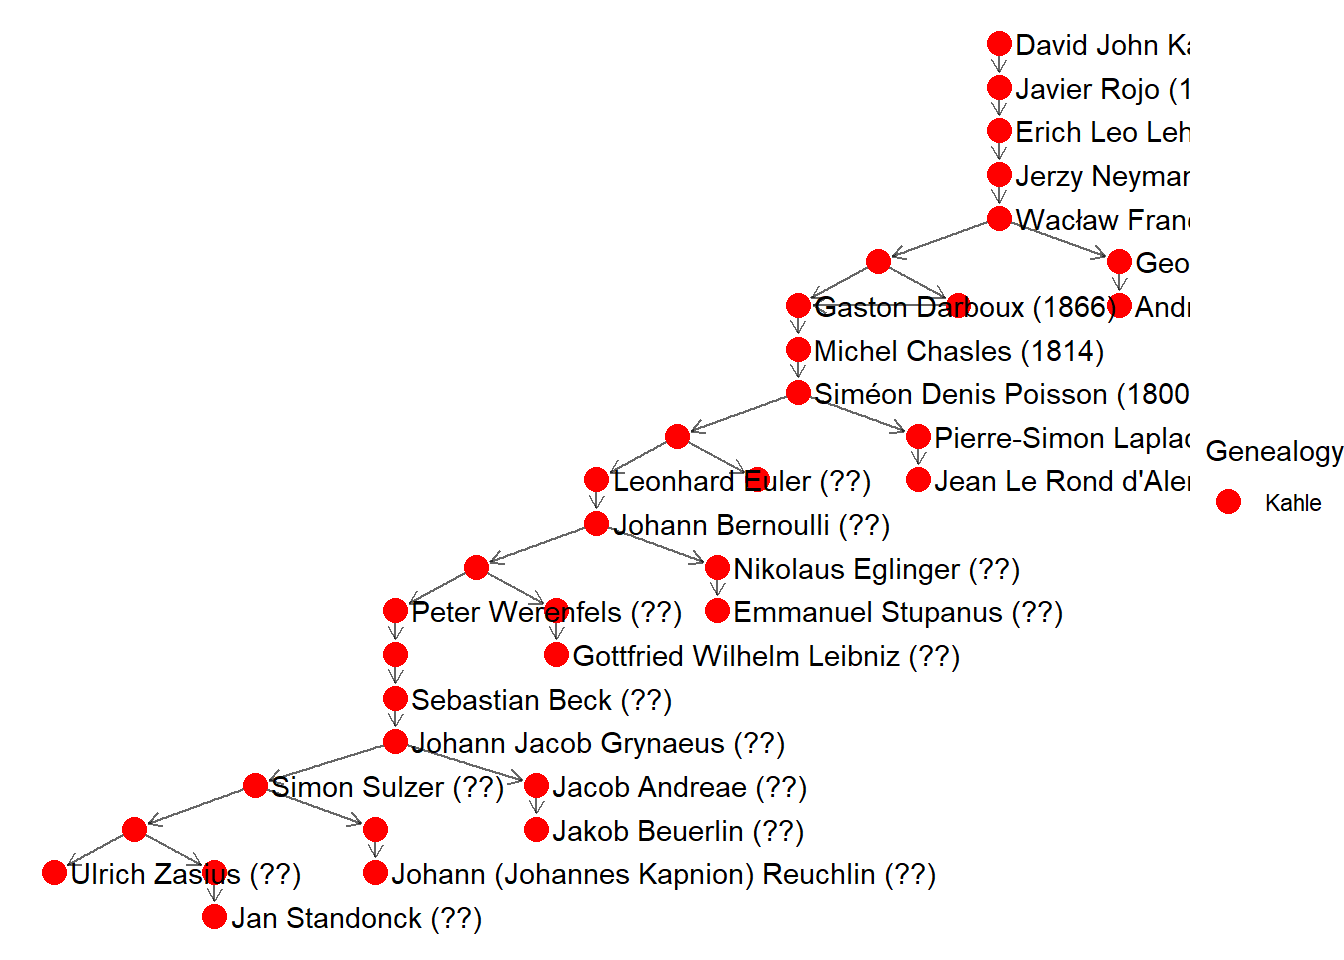 David John Ka
Javier Rojo (1
Erich Leo Leh
Jerzy Neymar
Wacław Franc
Geo
Gaston Darboux (1866)
Andr
Michel Chasles (1814)
Siméon Denis Poisson (1800
Pierre-Simon Laplac
Genealogy
Leonhard Euler (??)
Jean Le Rond d'Alem
Kahle
Johann Bernoulli (??)
Nikolaus Eglinger (??)
Peter Werenfels (??)
Emmanuel Stupanus (??)
Gottfried Wilhelm Leibniz (??)
Sebastian Beck (??)
Johann Jacob Grynaeus (??)
Simon Sulzer (??)
Jacob Andreae (??)
Jakob Beuerlin (??)
Ulrich Zasius (??)
Johann (Johannes Kapnion) Reuchlin (??)
Jan Standonck (??)